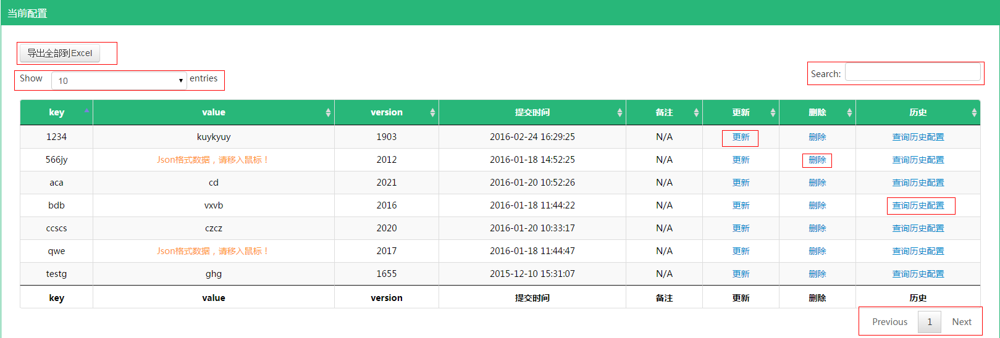 当前配置
导出全部到Excel
Show 10 entries Search:
key value version 提交时间 备注 更新 删除 历史
1234 kuykyuy 1903 2016-02-24 16:29:25 N/A 更新 删除 查询历史配置
566jy Json格式数据，请移入鼠标！ 2012 2016-01-18 14:52:25 N/A 更新 删除 查询历史配置
aca cd 2021 2016-01-20 10:52:26 N/A 更新 删除 查询历史配置
bdb vxvb 2016 2016-01-18 11:44:22 N/A 更新 删除 查询历史配置
ccscs czcz 2020 2016-01-20 10:33:17 N/A 更新 删除 查询历史配置
qwe Json格式数据，请移入鼠标！ 2017 2016-01-18 11:44:47 N/A 更新 删除 查询历史配置
testg ghg 1655 2015-12-10 15:31:07 N/A 更新 删除 查询历史配置
key value version 提交时间 备注 更新 删除 历史
Previous 1 Next